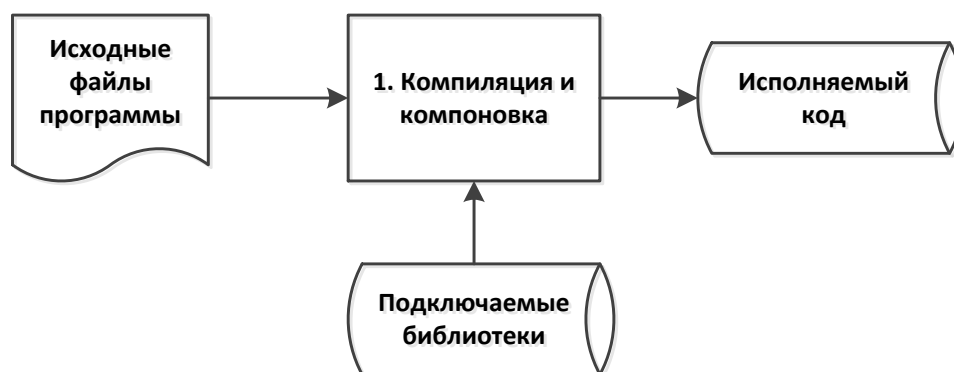 Исходные
файлы
программы
1. Компиляция и
компоновка
Исполняемый
код
Подключаемые
библиотеки